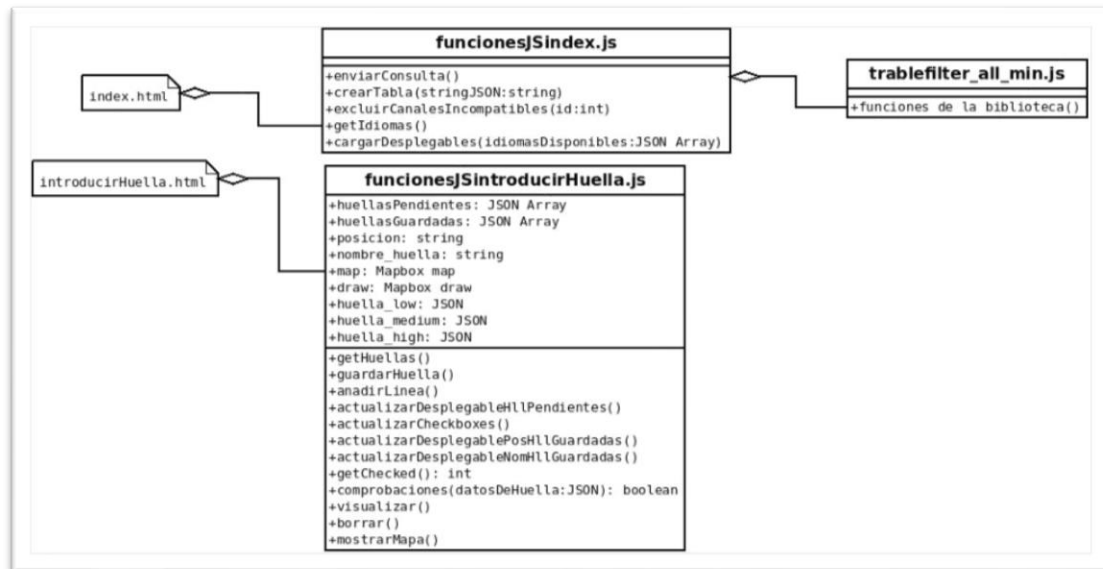 funcionesJSindex.js
+enviarConsulta()
+crearTabla(stringJSON:string)
+excluirCanalesIncompatibles(id:int)
+getIdiomas()
+cargarDesplegables(idiomasDisponibles:JSON Array)
index.html
trablefilter_all_min.js
+funciones de la biblioteca()
introducirHuella.html
funcionesJSintroducirHuella.js
+huellasPendientes: JSON Array
+huellasGuardadas: JSON Array
+posicion: string
+nombre_huella: string
+map: Mapbox map
+draw: Mapbox draw
+huella_low: JSON
+huella_medium: JSON
+huella_high: JSON
+getHuellas()
+guardarHuella()
+anadirLinea()
+actualizarDesplegableHllPendientes()
+actualizarCheckboxes()
+actualizarDesplegablePosHllGuardadas()
+actualizarDesplegableNomHllGuardadas()
+getChecked(): int
+comprobaciones(datosDeHuella:JSON): boolean
+visualizar()
+borrar()
+mostrarMapa()